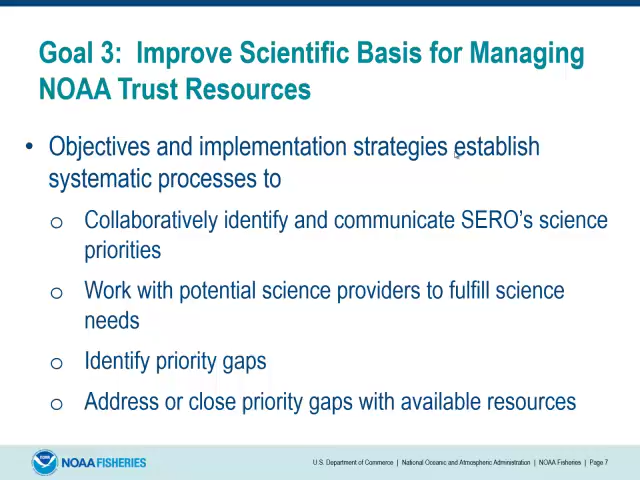 Goal 3:  Improve Scientific Basis for Managing
NOAA Trust Resources
• Objectives and implementation strategies establish
systematic processes to
o Collaboratively identify and communicate SERO's science
priorities
o Work with potential science providers to fulfill science
needs
o Identify priority gaps
o Address or close priority gaps with available resources
NOAA FISHERIES
U.S. Department of Commerce | National Oceanic and Atmospheric Administration | NOAA Fisheries | Page 7